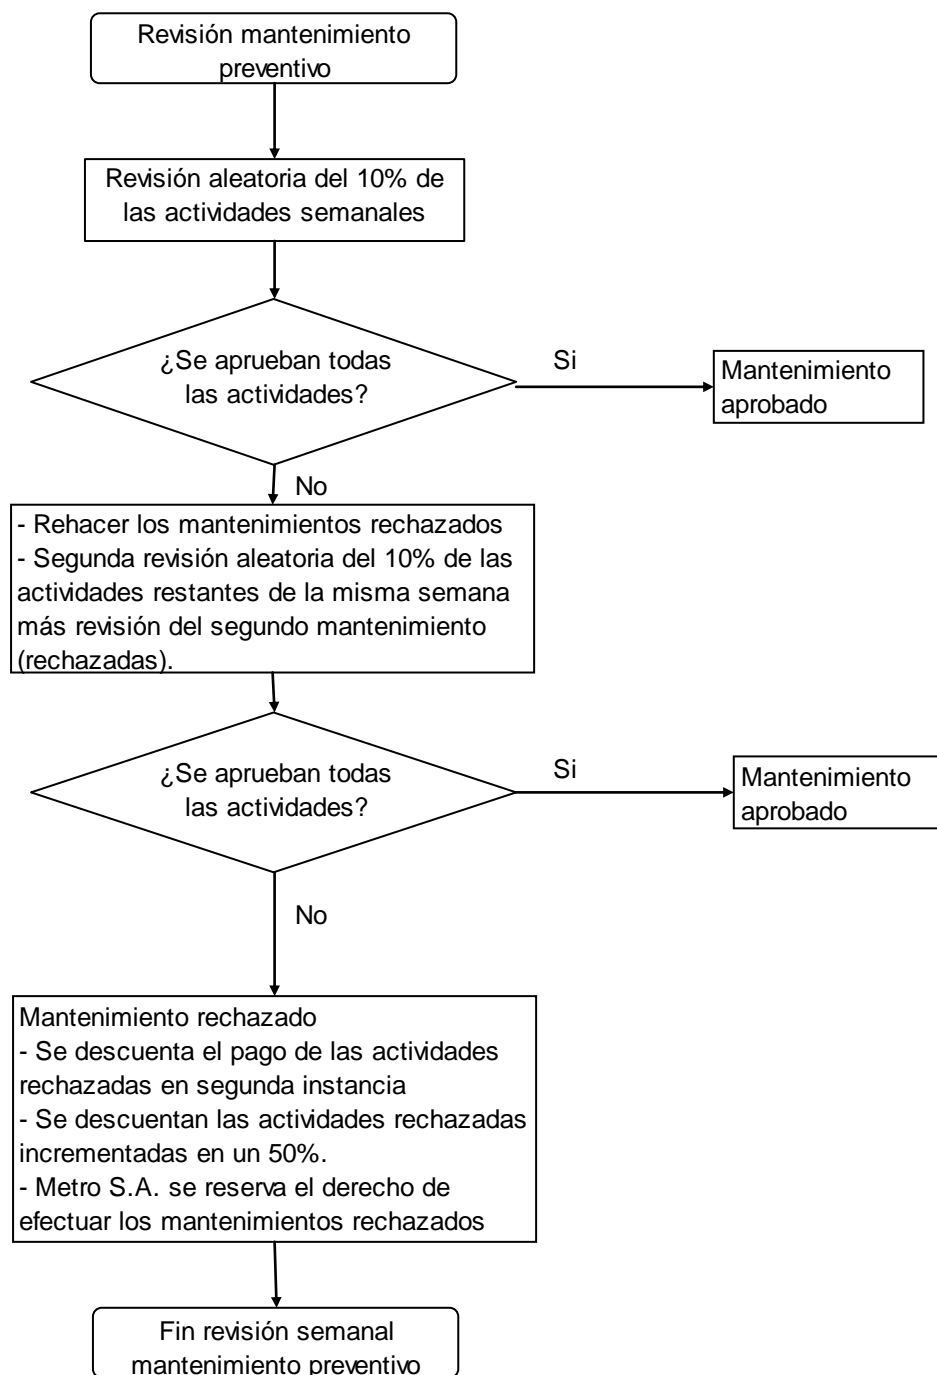 Revisión mantenimiento
preventivo
Revisión aleatoria del 10% de
las actividades semanales
¿Se aprueban todas
las actividades?
Si
Mantenimiento
aprobado
No
- Rehacer los mantenimientos rechazados
- Segunda revisión aleatoria del 10% de las
actividades restantes de la misma semana
más revisión del segundo mantenimiento
(rechazadas).
¿Se aprueban todas
las actividades?
Si
Mantenimiento
aprobado
No
Mantenimiento rechazado
- Se descuenta el pago de las actividades
rechazadas en segunda instancia
- Se descuentan las actividades rechazadas
incrementadas en un 50%.
- Metro S.A. se reserva el derecho de
efectuar los mantenimientos rechazados
Fin revisión semanal
mantenimiento preventivo